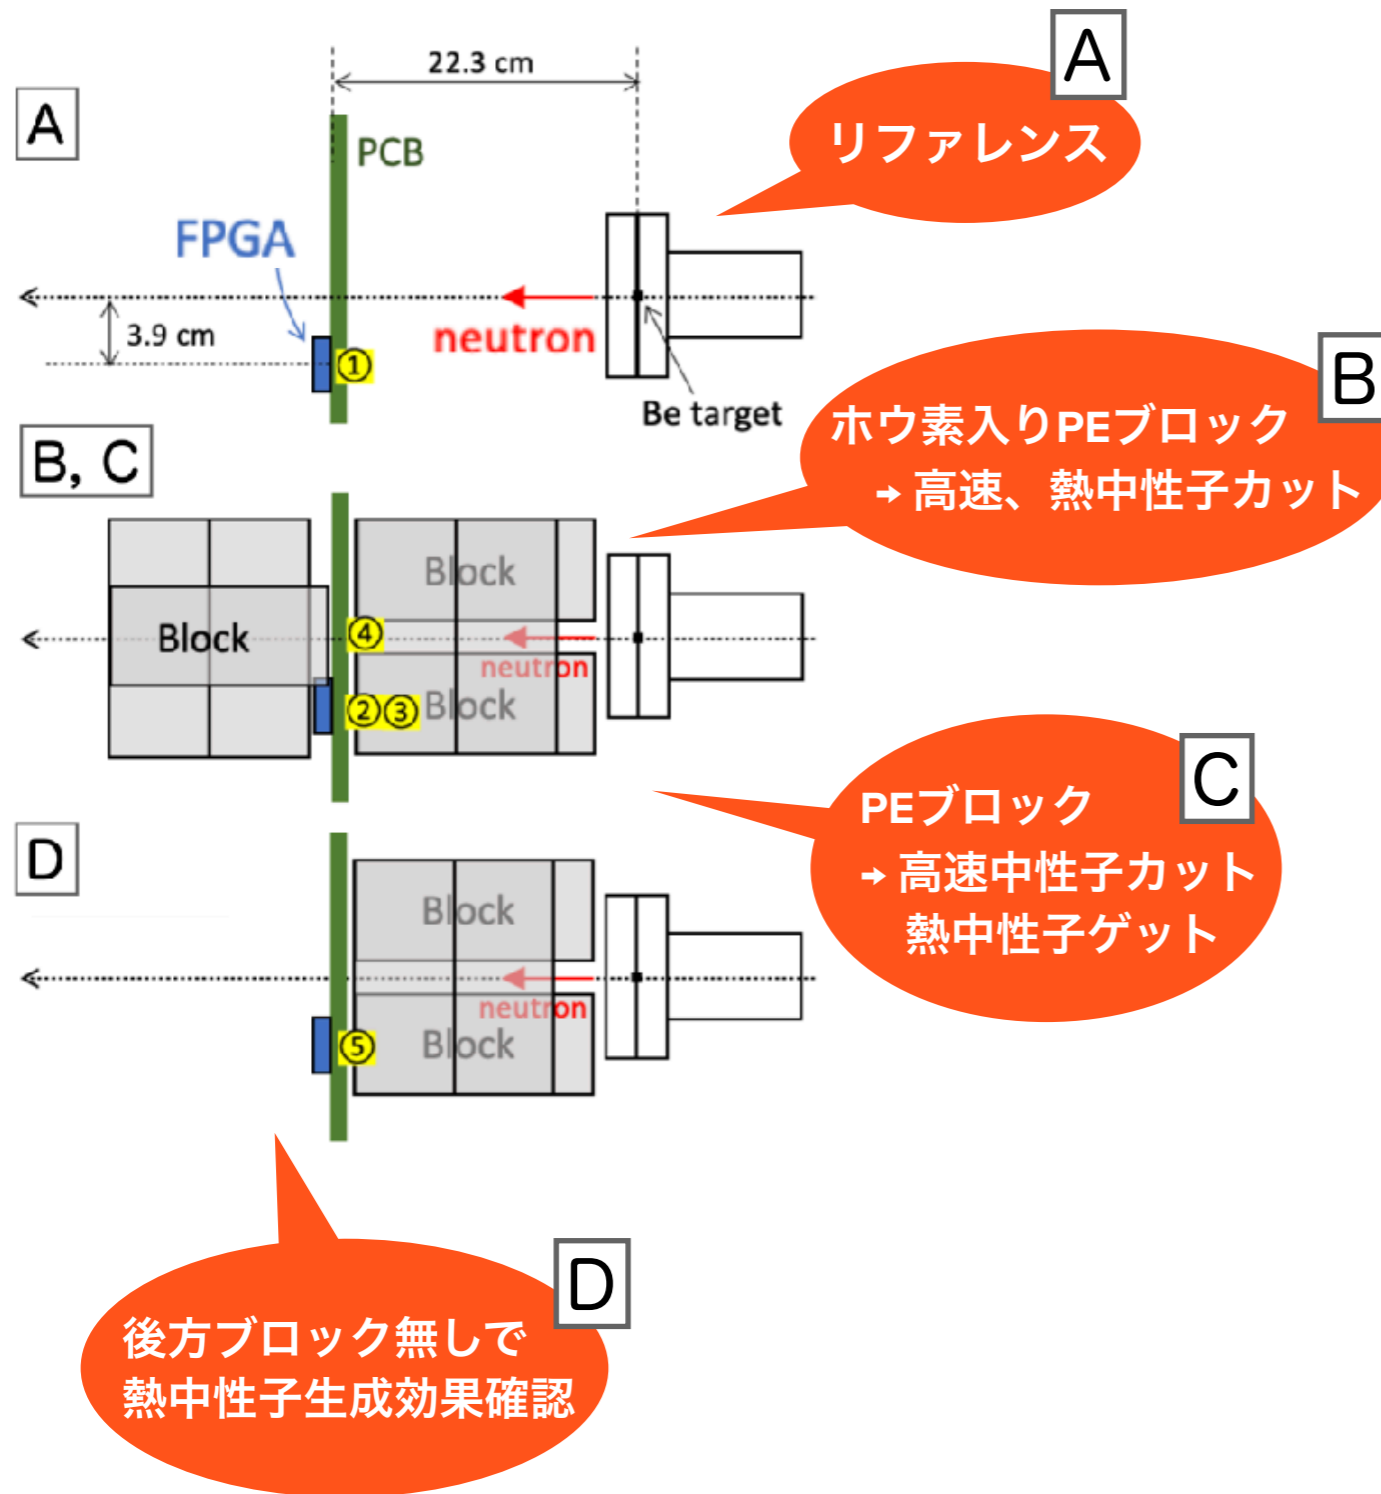 A
22.3 cm
PCB
FPGA
3.9 cm
①
neutron
Be target
A
リファレンス
B, C
Block
Block
④
neutron
②③ Block
B
ホウ素入りPEブロック
➡ 高速、熱中性子カット
C
PEブロック
➡ 高速中性子カット
熱中性子ゲット
D
Block
neutron
⑤
Block
D
後方ブロック無しで
熱中性子生成効果確認